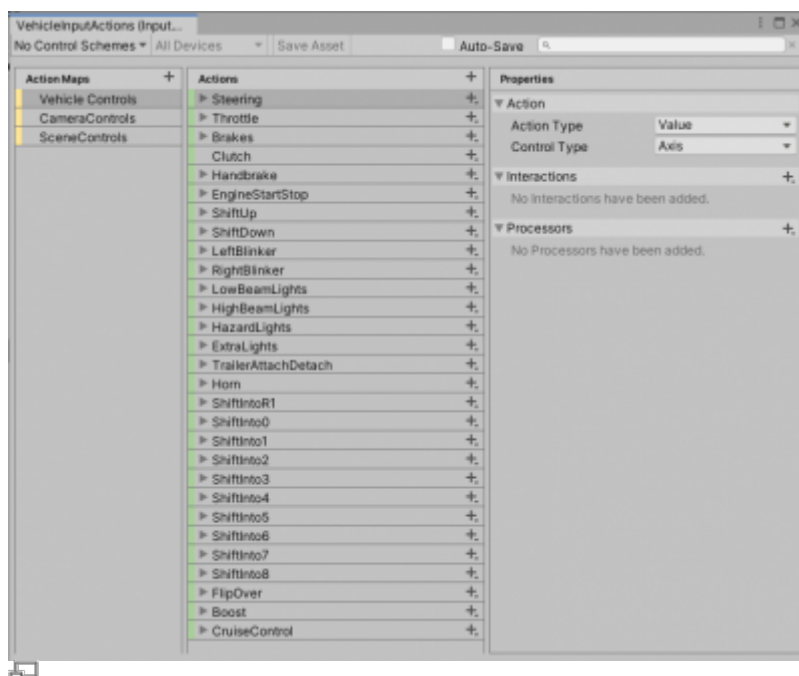 VehicleInputActions (Input...
No Control Schemes All Devices Save Asset Auto-Save
Action Maps
Vehicle Controls
CameraControls
SceneControls
Actions
Steering
Throttle
Brakes
Clutch
Handbrake
EngineStartStop
ShiftUp
ShiftDown
LeftBlinker
RightBlinker
LowBeamLights
HighBeamLights
HazardLights
ExtraLights
TrailerAttachDetach
Horn
ShiftIntoR1
ShiftInto0
ShiftInto1
ShiftInto2
ShiftInto3
ShiftInto4
ShiftInto5
ShiftInto6
ShiftInto7
ShiftInto8
FlipOver
Boost
CruiseControl
Properties
Action
Action Type Value
Control Type Axis
Interactions
No Interactions have been added.
Processors
No Processors have been added.